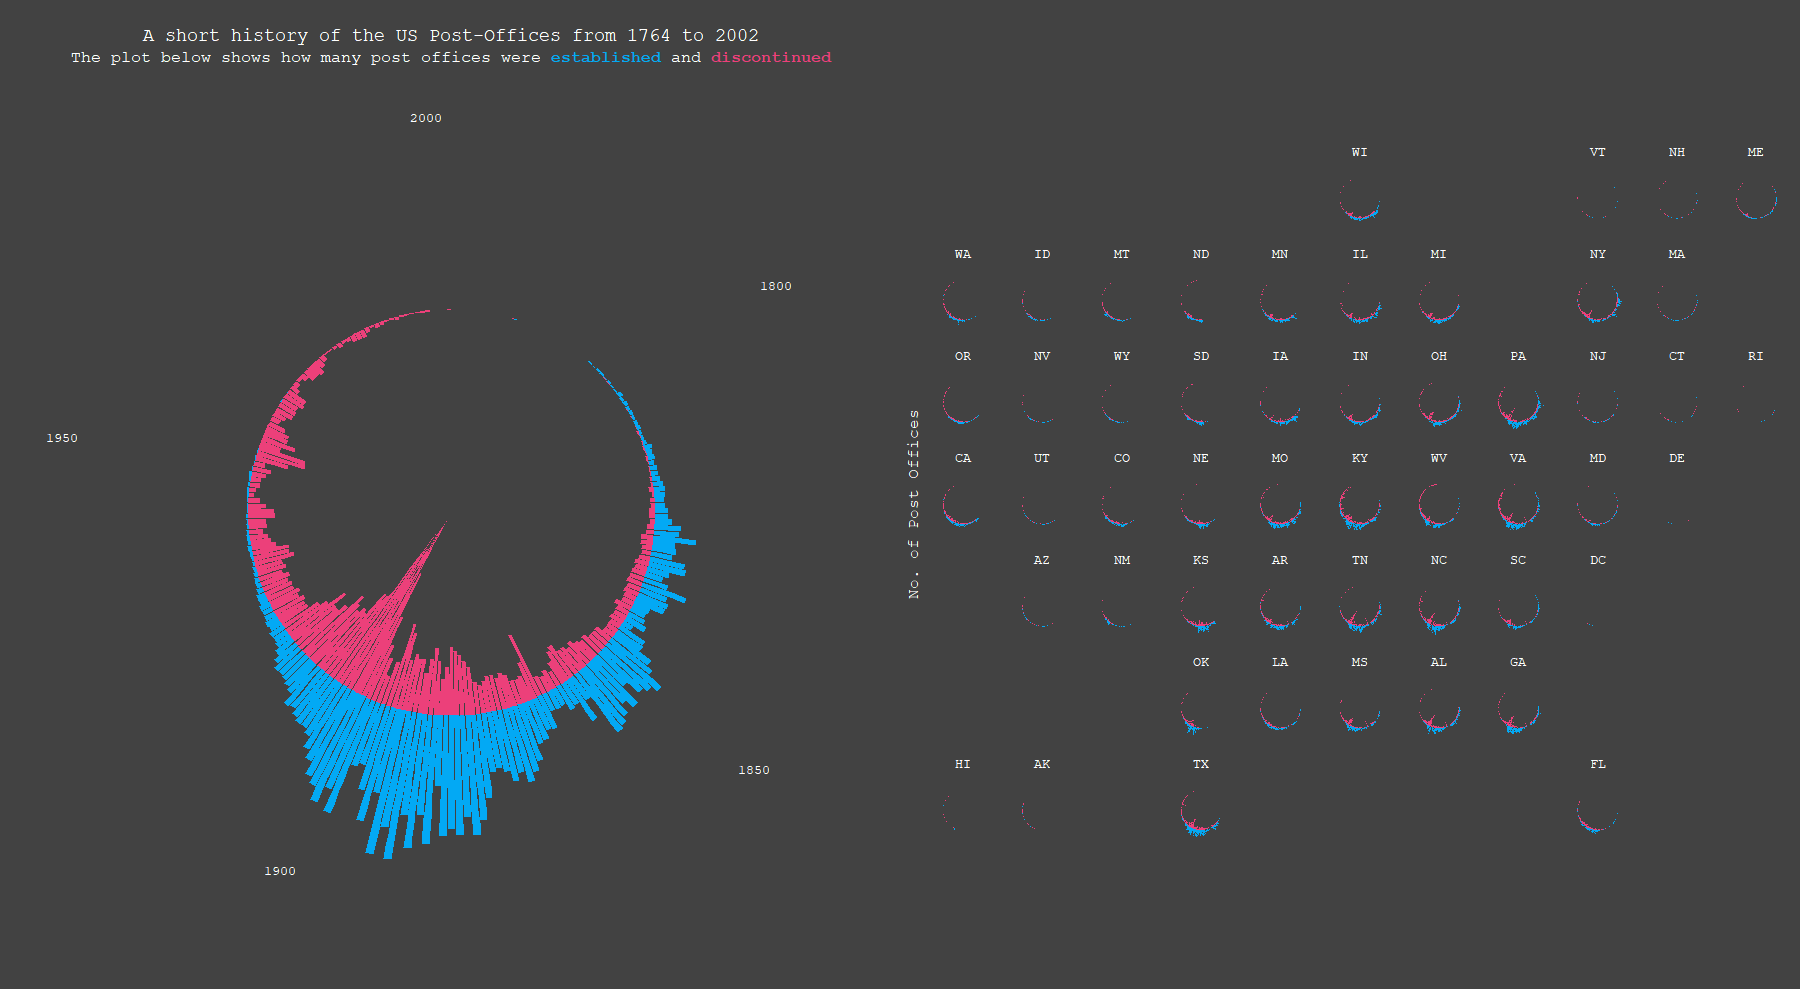 A short history of the US Post-Offices from 1764 to 2002
The plot below shows how many post offices were established and discontinued
2000
1800
1950
1850
1900
No. of Post Offices
WI VT NH ME
WA ID MT ND MN IL MI NY MA
OR NV WY SD IA IN OH PA NJ CT RI
CA UT CO NE MO KY WV VA MD DE
AZ NM KS AR TN NC SC DC
OK LA MS AL GA
HI AK TX FL